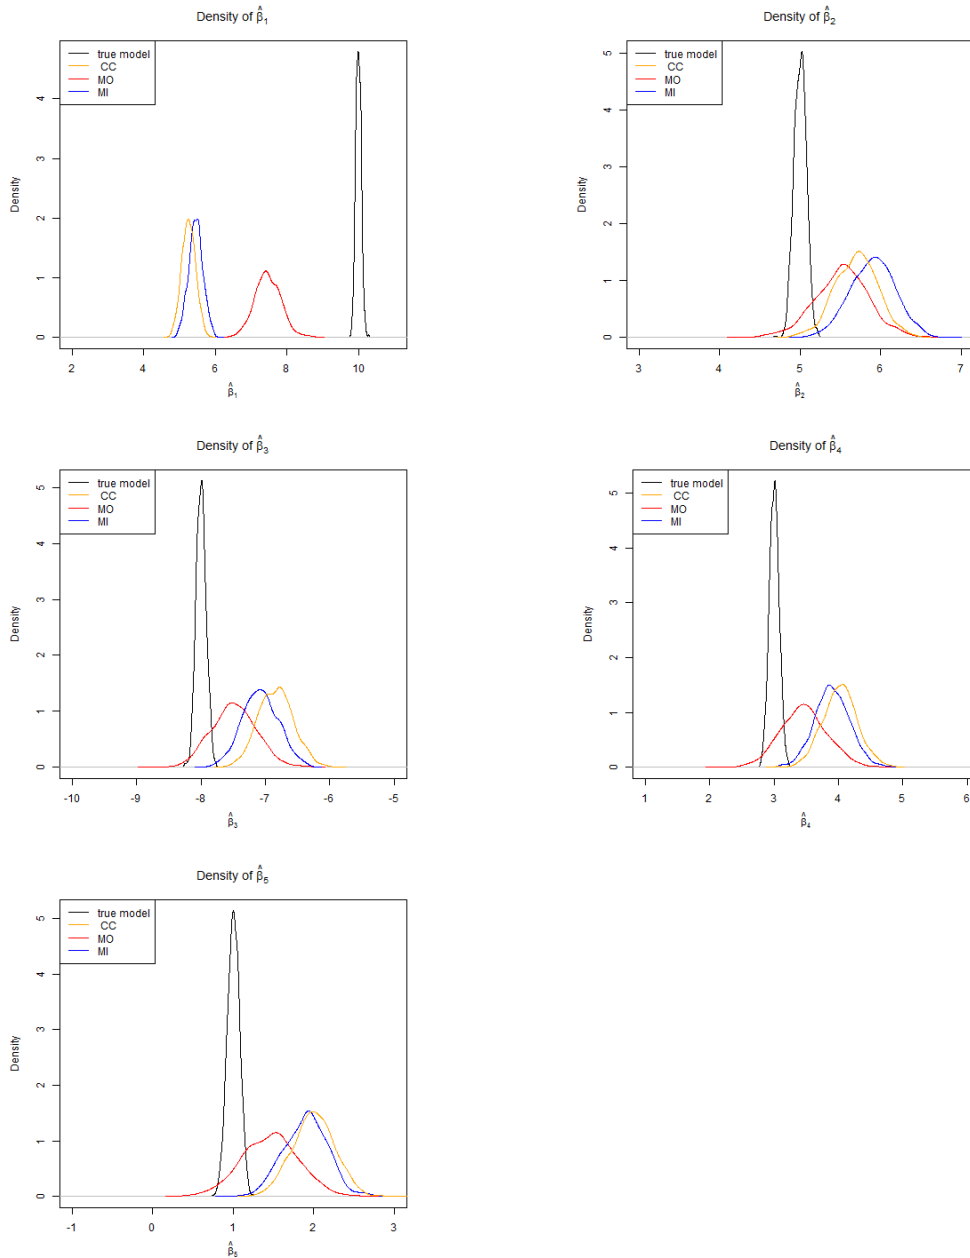 Density of β̂₁
true model
CC
MO
MI
Density
0
1
2
3
4
2 4 6 8 10
β̂₁
Density of β̂₂
true model
CC
MO
MI
Density
0
1
2
3
4
5
3 4 5 6 7
β̂₂
Density of β̂₃
true model
CC
MO
MI
Density
0
1
2
3
4
5
-10 -9 -8 -7 -6 -5
β̂₃
Density of β̂₄
true model
CC
MO
MI
Density
0
1
2
3
4
5
1 2 3 4 5 6
β̂₄
Density of β̂₅
true model
CC
MO
MI
Density
0
1
2
3
4
5
-1 0 1 2 3
β̂₅